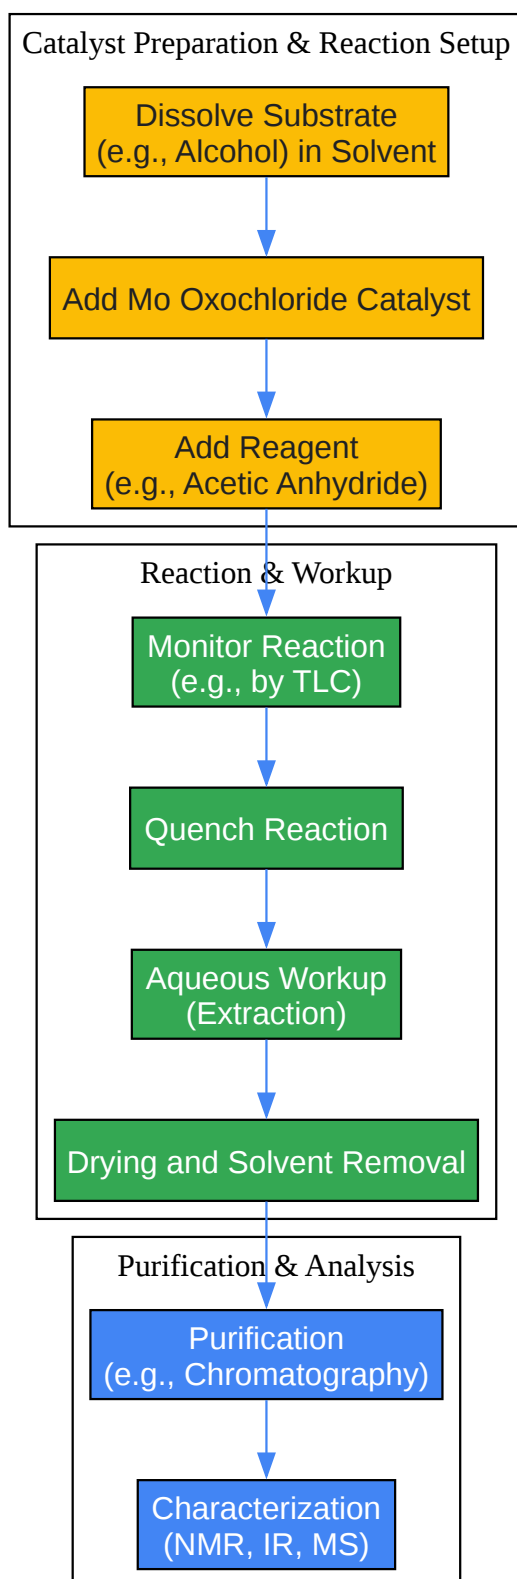 Catalyst Preparation & Reaction Setup
Dissolve Substrate
(e.g., Alcohol) in Solvent
Add Mo Oxochloride Catalyst
Add Reagent
(e.g., Acetic Anhydride)
Reaction & Workup
Monitor Reaction
(e.g., by TLC)
Quench Reaction
Aqueous Workup
(Extraction)
Drying and Solvent Removal
Purification & Analysis
Purification
(e.g., Chromatography)
Characterization
(NMR, IR, MS)